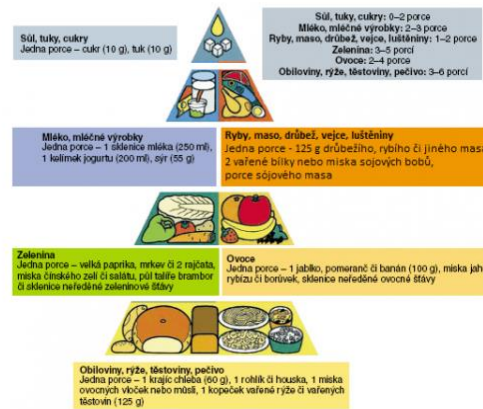 Sůl, tuky, cukry
Jedna porce – cukr (10 g), tuk (10 g)
Sůl, tuky, cukry: 0–2 porce
Mléko, mléčné výrobky: 2–3 porce
Ryby, maso, drůbež, vejce, luštěniny: 1–2 porce
Zelenina: 3–5 porcí
Ovoce: 2–4 porce
Obiloviny, rýže, těstoviny, pečivo: 3–6 porcí
Mléko, mléčné výrobky
Jedna porce – 1 sklenice mléka (250 ml),
1 kelímek jogurtu (200 ml), sýr (55 g)
Ryby, maso, drůbež, vejce, luštěniny
Jedna porce - 125 g drůbežího, rybího či jiného masa
2 vařené bílky nebo miska sojových bobů,
porce sójového masa
Zelenina
Jedna porce – velká paprika, mrkev či 2 rajčata,
miska čínského zelí či salátu, půl talíře brambor
či sklenice neředěné zeleninové šťávy
Ovoce
Jedna porce – 1 jablko, pomeranč či banán (100 g), miska jah
rybízu či borůvek, sklenice neředěné ovocné šťávy
Obiloviny, rýže, těstoviny, pečivo
Jedna porce – 1 krajíc chleba (60 g), 1 rohlík či houska, 1 miska
ovocných vloček nebo müsli, 1 kopeček vařené rýže či vařených
těstovin (125 g)